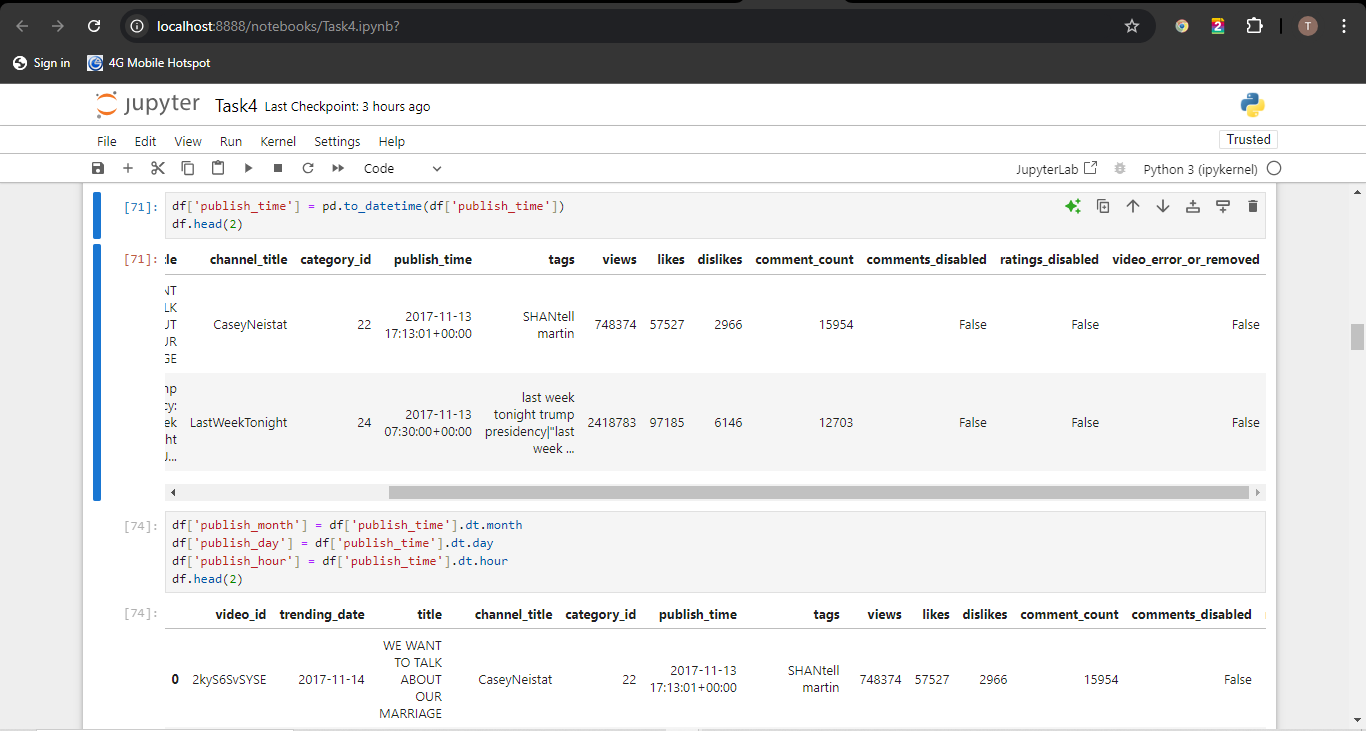 localhost:8888/notebooks/Task4.ipynb?
2
T
Sign in
4G Mobile Hotspot
jupyter Task4 Last Checkpoint: 3 hours ago
File Edit View Run Kernel Settings Help
Trusted
Code
JupyterLab
Python 3 (ipykernel)
[71]: df['publish_time'] = pd.to_datetime(df['publish_time'])
df.head(2)
[71]: tle channel_title category_id publish_time tags views likes dislikes comment_count comments_disabled ratings_disabled video_error_or_removed
NT
LK
UT
UR
GE
CaseyNeistat 22 2017-11-13 17:13:01+00:00 SHANtell martin 748374 57527 2966 15954 False False False
mp
cy:
ek
ht
J...
LastWeekTonight 24 2017-11-13 07:30:00+00:00 last week tonight trump presidency|"last week ... 2418783 97185 6146 12703 False False False
[74]: df['publish_month'] = df['publish_time'].dt.month
df['publish_day'] = df['publish_time'].dt.day
df['publish_hour'] = df['publish_time'].dt.hour
df.head(2)
[74]: video_id trending_date title channel_title category_id publish_time tags views likes dislikes comment_count comments_disabled
0 2kyS6SvSYSE 2017-11-14 WE WANT TO TALK ABOUT OUR MARRIAGE CaseyNeistat 22 2017-11-13 17:13:01+00:00 SHANtell martin 748374 57527 2966 15954 False